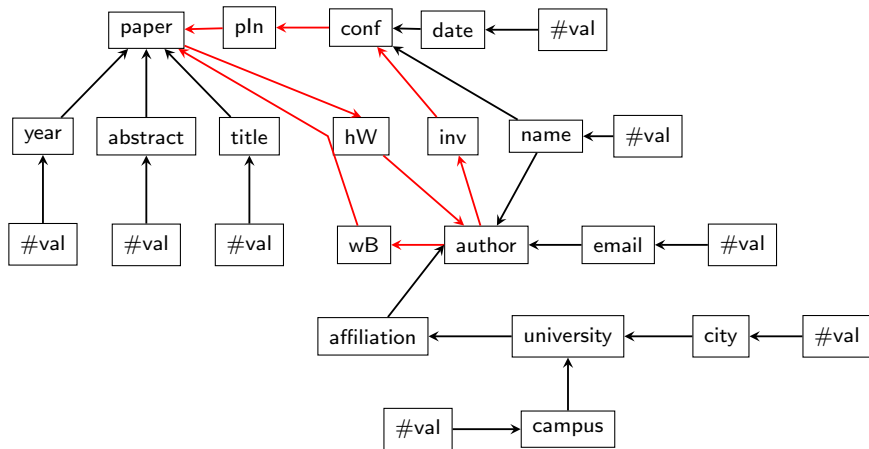 paper pIn conf date #val
year abstract title hW inv name #val
#val #val #val wB author email #val
affiliation university city #val
#val campus